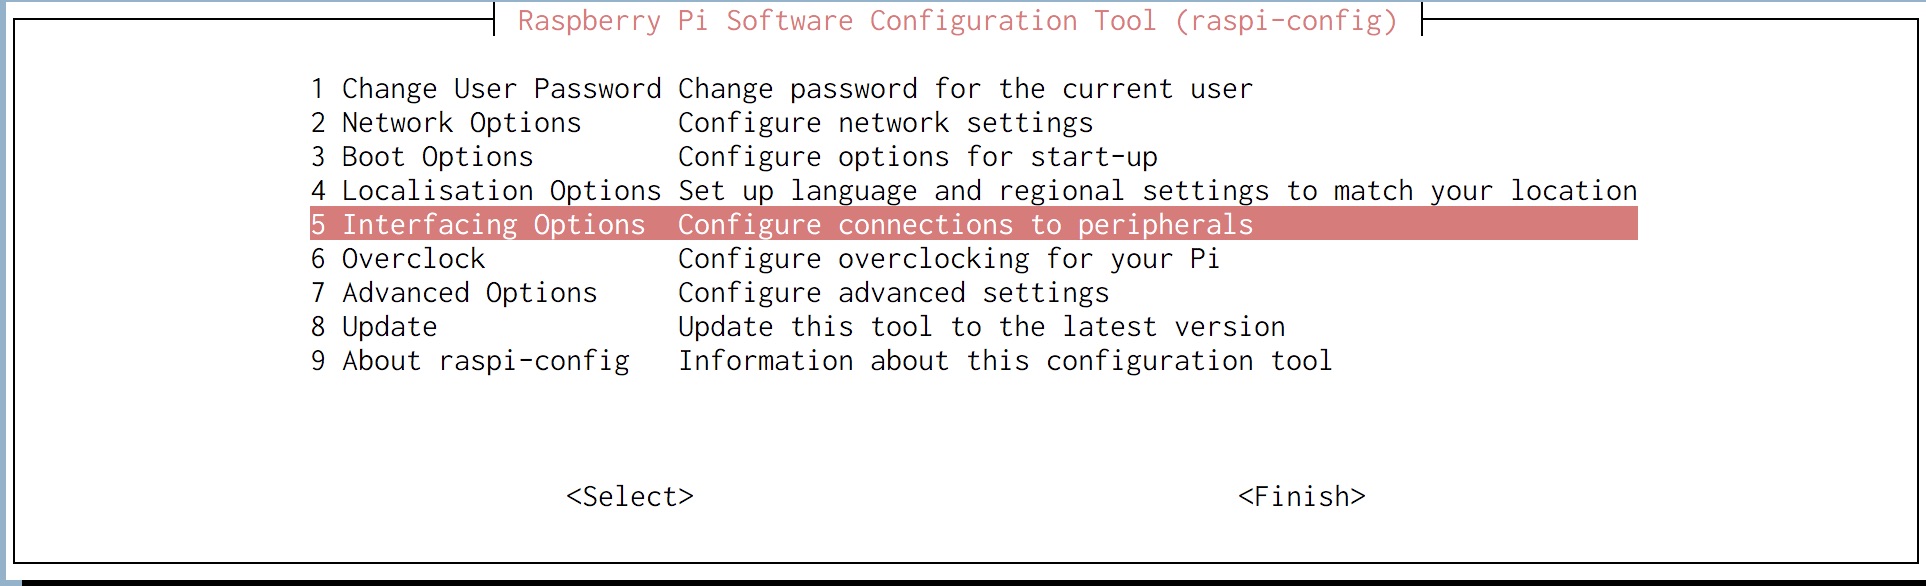 Raspberry Pi Software Configuration Tool (raspi-config)
1 Change User Password Change password for the current user
2 Network Options Configure network settings
3 Boot Options Configure options for start-up
4 Localisation Options Set up language and regional settings to match your location
5 Interfacing Options Configure connections to peripherals
6 Overclock Configure overclocking for your Pi
7 Advanced Options Configure advanced settings
8 Update Update this tool to the latest version
9 About raspi-config Information about this configuration tool
<Select> <Finish>